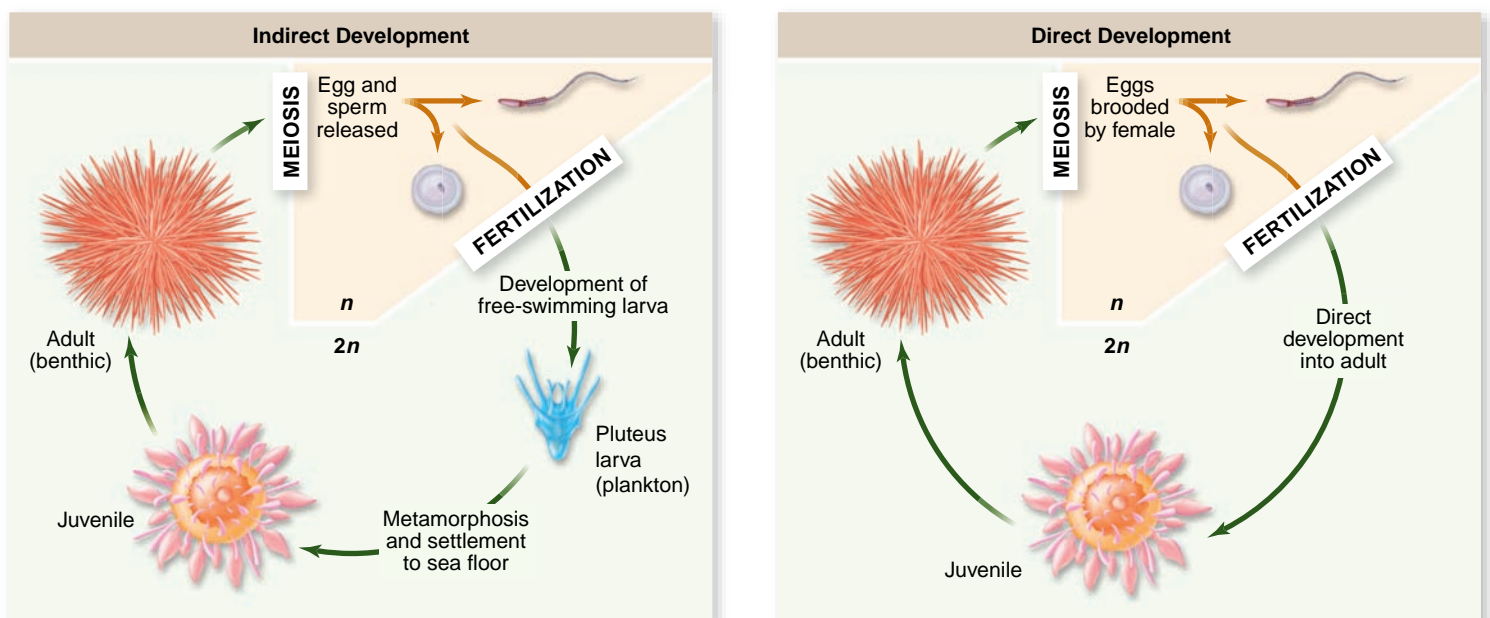 Indirect Development
MEIOSIS
Egg and
sperm
released
FERTILIZATION
n
2n
Development of
free-swimming larva
Pluteus
larva
(plankton)
Metamorphosis
and settlement
to sea floor
Juvenile
Adult
(benthic)
Direct Development
MEIOSIS
Eggs
brooded
by female
FERTILIZATION
n
2n
Direct
development
into adult
Juvenile
Adult
(benthic)